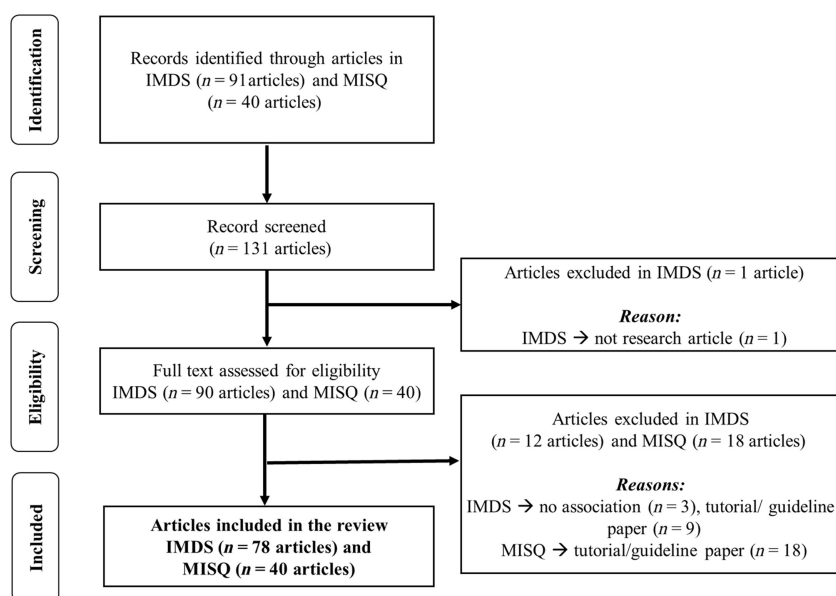 Identification
Records identified through articles in
IMDS (n = 91articles) and MISQ
(n = 40 articles)
Screening
Record screened
(n = 131 articles)
Articles excluded in IMDS (n = 1 article)
Reason:
IMDS → not research article (n = 1)
Eligibility
Full text assessed for eligibility
IMDS (n = 90 articles) and MISQ (n = 40)
Articles excluded in IMDS
(n = 12 articles) and MISQ (n = 18 articles)
Reasons:
IMDS → no association (n = 3), tutorial/ guideline
paper (n = 9)
MISQ → tutorial/guideline paper (n = 18)
Included
Articles included in the review
IMDS (n = 78 articles) and
MISQ (n = 40 articles)